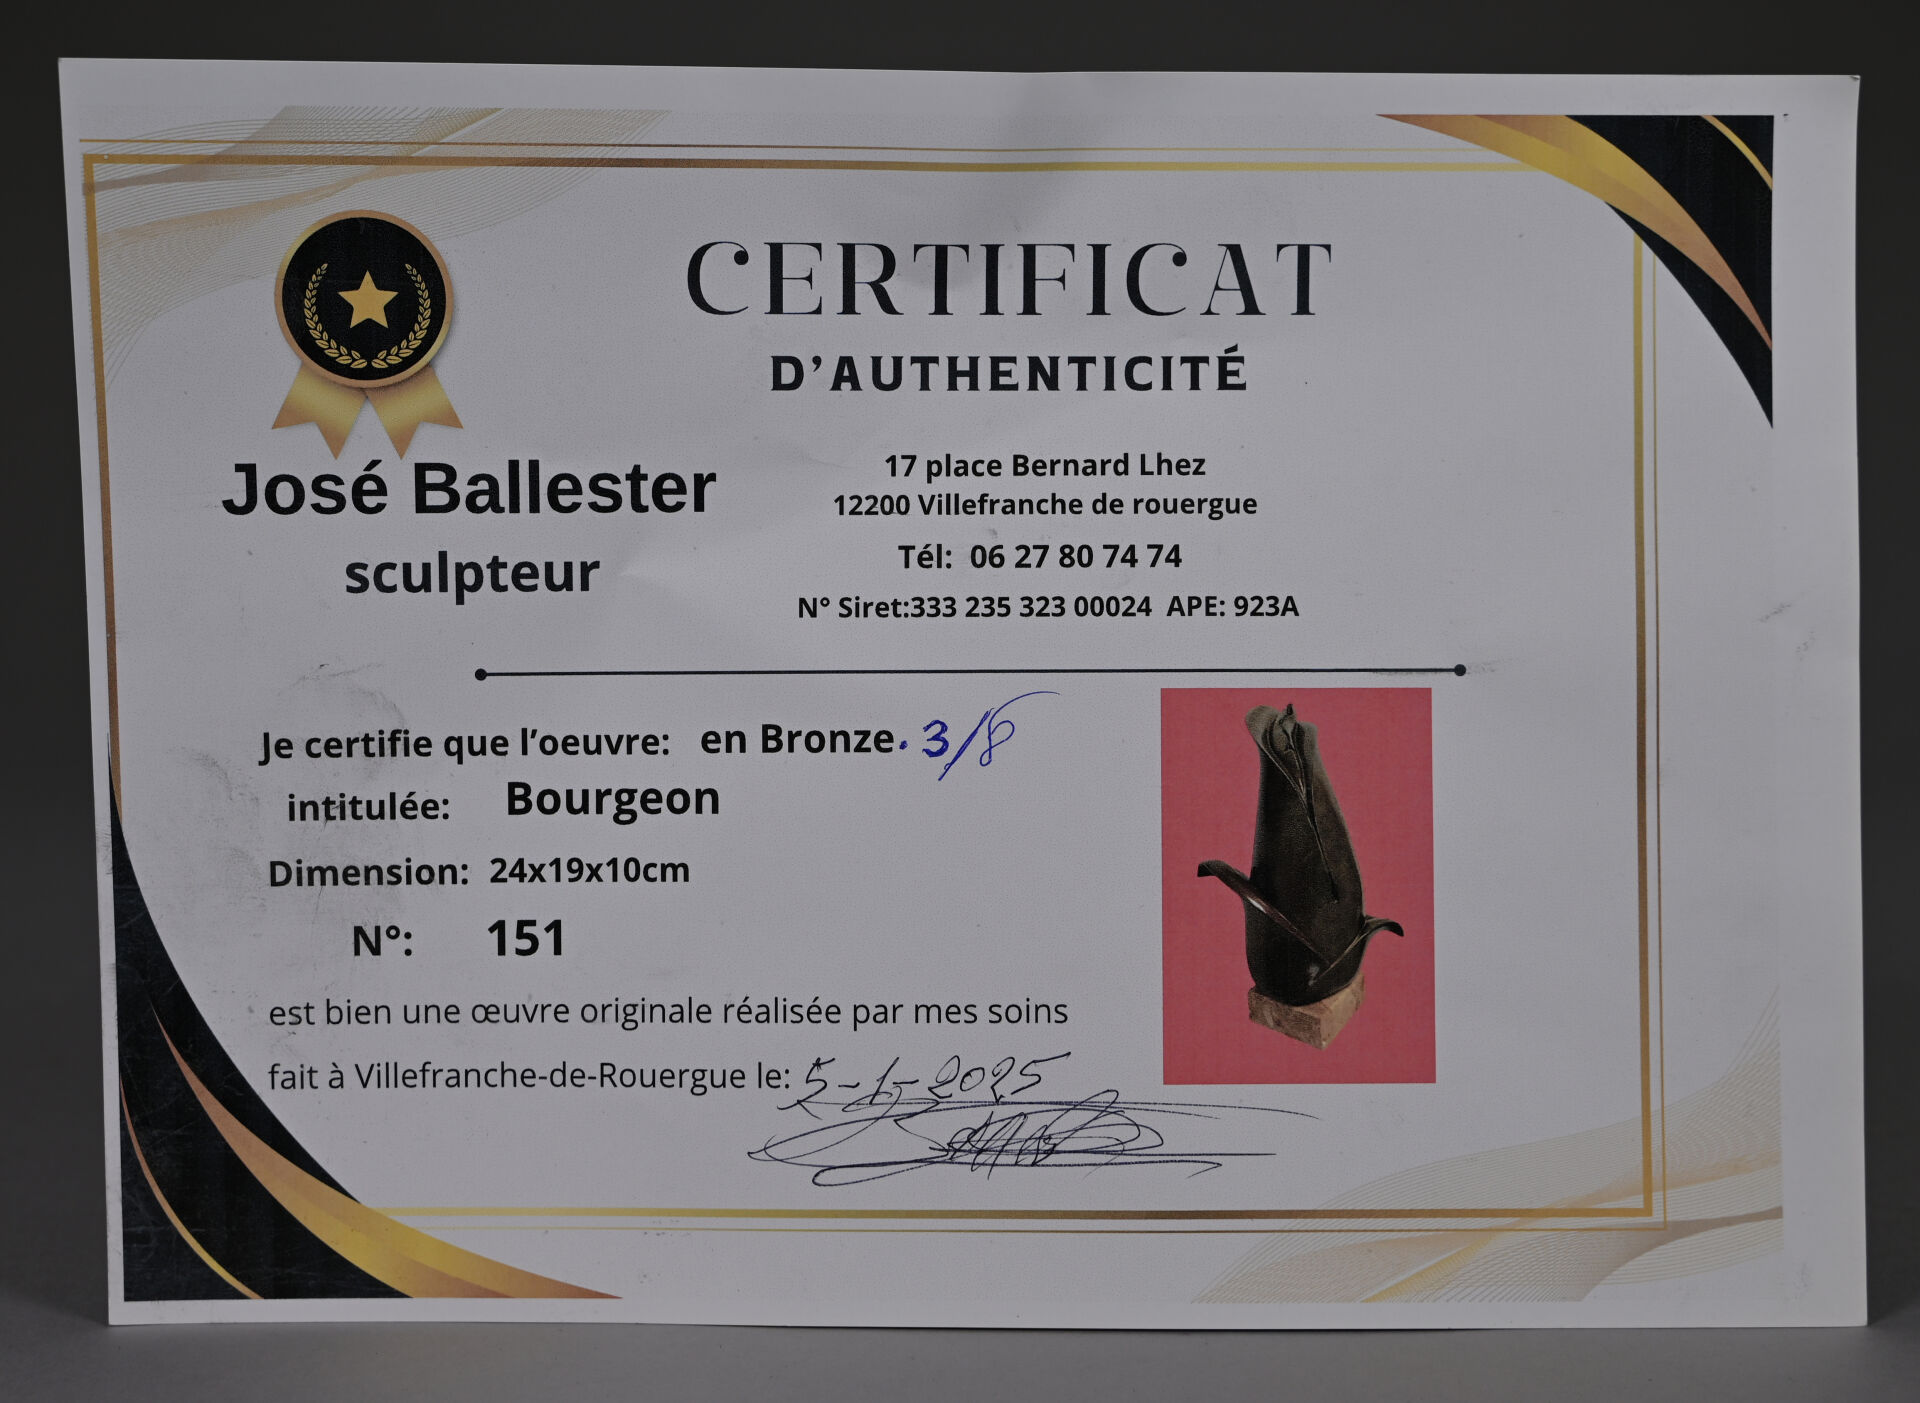 CERTIFICAT
D'AUTHENTICITÉ
José Ballester
sculpteur
17 place Bernard Lhez
12200 Villefranche de rouergue
Tél: 06 27 80 74 74
N° Siret:333 235 323 00024 APE: 923A
Je certifie que l'oeuvre: en Bronze. 3/8
intitulée: Bourgeon
Dimension: 24x19x10cm
N°: 151
est bien une œuvre originale réalisée par mes soins
fait à Villefranche-de-Rouergue le: 2025